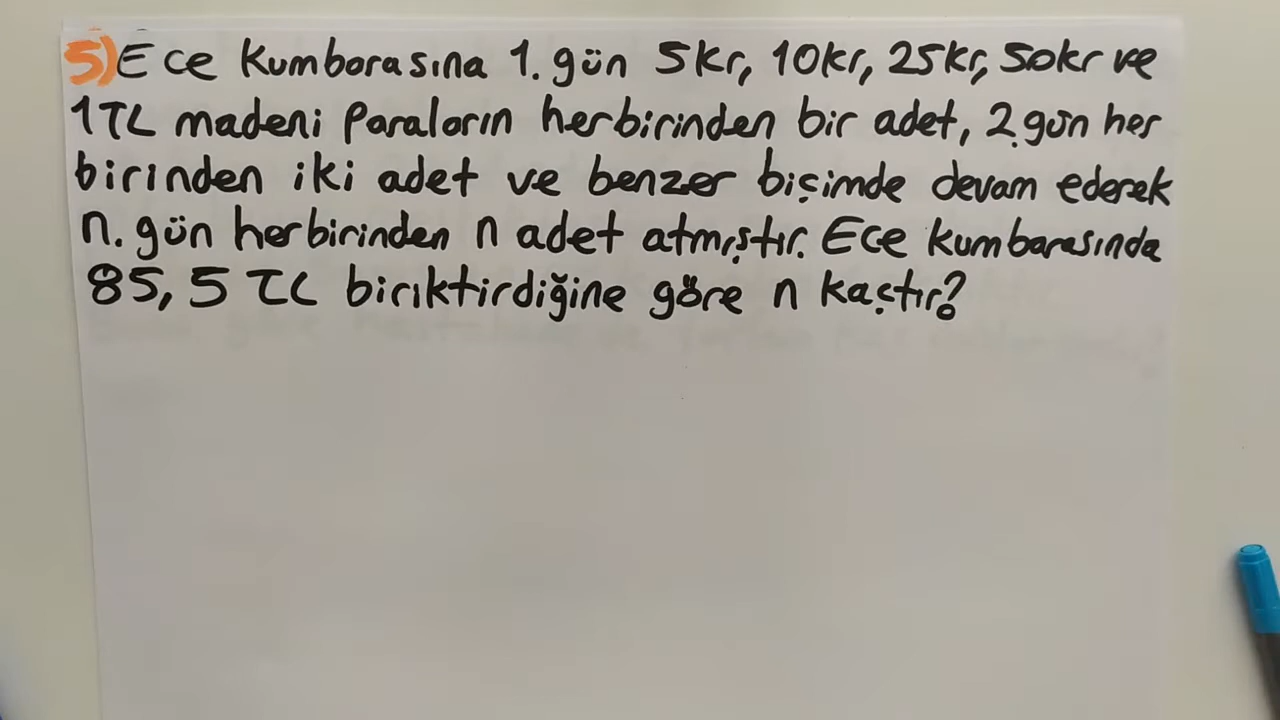 5) Ece Kumborasına 1. gün 5kr, 10kr, 25kr, 50kr ve
1TL madeni paraların herbirinden bir adet, 2. gün her
birinden iki adet ve benzer biçimde devam ederek
n. gün herbirinden n adet atmıştır. Ece kumbarasında
85,5 TL biriktirdiğine göre n kaçtır?